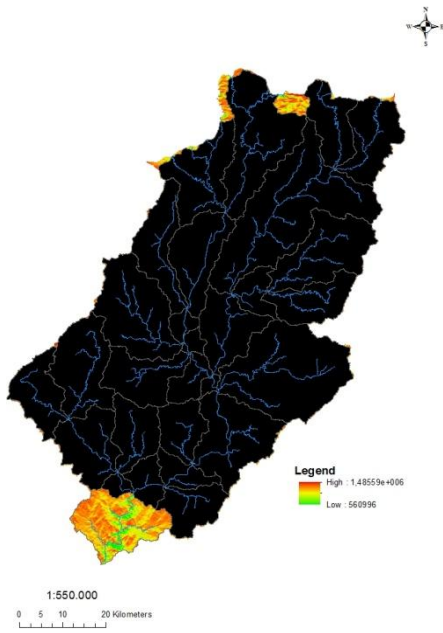 N
W E
S
Legend
High : 1,48559e+006
Low : 560996
1:550.000
0 5 10 20 Kilometers